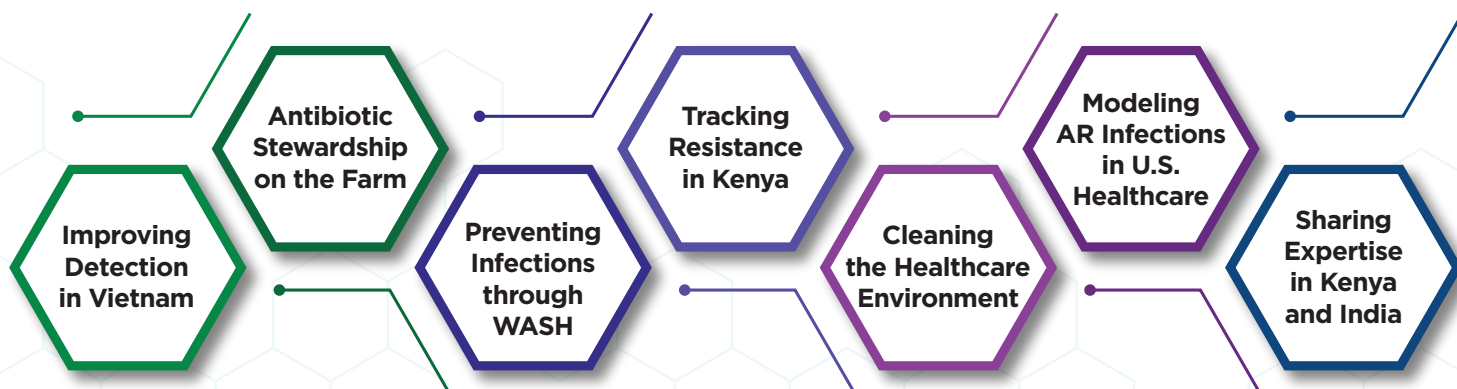 Improving
Detection
in Vietnam
Antibiotic
Stewardship
on the Farm
Preventing
Infections
through
WASH
Tracking
Resistance
in Kenya
Cleaning
the Healthcare
Environment
Modeling
AR Infections
in U.S.
Healthcare
Sharing
Expertise
in Kenya
and India